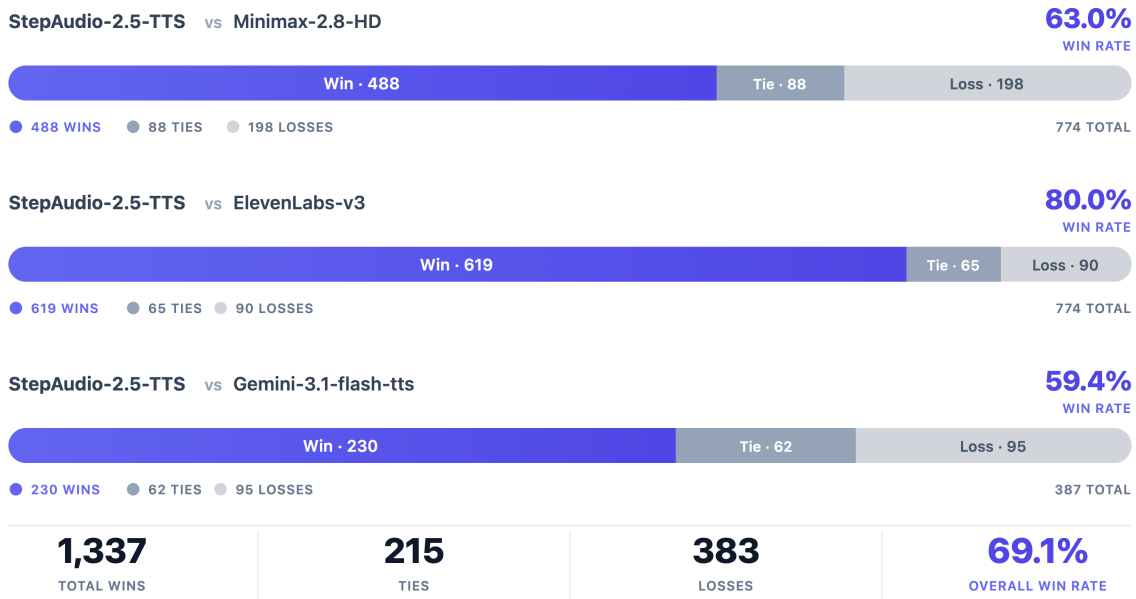 StepAudio-2.5-TTS vs Minimax-2.8-HD 63.0%
WIN RATE
Win · 488 Tie · 88 Loss · 198
488 WINS 88 TIES 198 LOSSES 774 TOTAL
StepAudio-2.5-TTS vs ElevenLabs-v3 80.0%
WIN RATE
Win · 619 Tie · 65 Loss · 90
619 WINS 65 TIES 90 LOSSES 774 TOTAL
StepAudio-2.5-TTS vs Gemini-3.1-flash-tts 59.4%
WIN RATE
Win · 230 Tie · 62 Loss · 95
230 WINS 62 TIES 95 LOSSES 387 TOTAL
1,337 215 383 69.1%
TOTAL WINS TIES LOSSES OVERALL WIN RATE